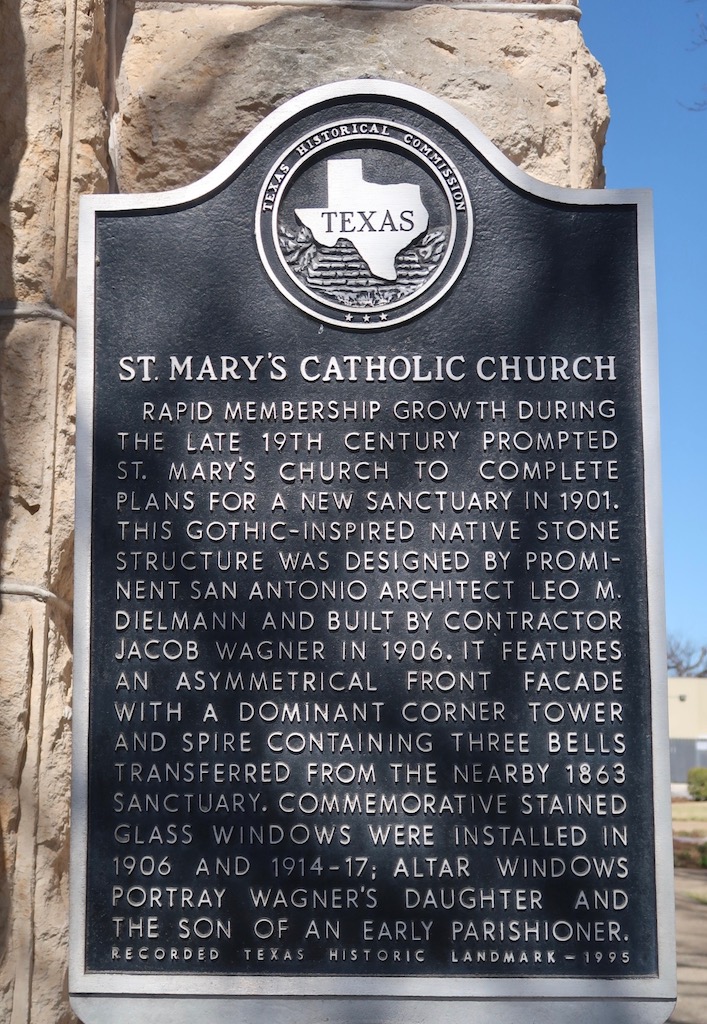 TEXAS HISTORICAL COMMISSION
TEXAS
ST. MARY'S CATHOLIC CHURCH
RAPID MEMBERSHIP GROWTH DURING
THE LATE 19TH CENTURY PROMPTED
ST. MARY'S CHURCH TO COMPLETE
PLANS FOR A NEW SANCTUARY IN 1901.
THIS GOTHIC-INSPIRED NATIVE STONE
STRUCTURE WAS DESIGNED BY PROMI-
NENT SAN ANTONIO ARCHITECT LEO M.
DIELMANN AND BUILT BY CONTRACTOR
JACOB WAGNER IN 1906. IT FEATURES
AN ASYMMETRICAL FRONT FACADE
WITH A DOMINANT CORNER TOWER
AND SPIRE CONTAINING THREE BELLS
TRANSFERRED FROM THE NEARBY 1863
SANCTUARY. COMMEMORATIVE STAINED
GLASS WINDOWS WERE INSTALLED IN
1906 AND 1914-17; ALTAR WINDOWS
PORTRAY WAGNER'S DAUGHTER AND
THE SON OF AN EARLY PARISHIONER.
RECORDED TEXAS HISTORIC LANDMARK - 1995